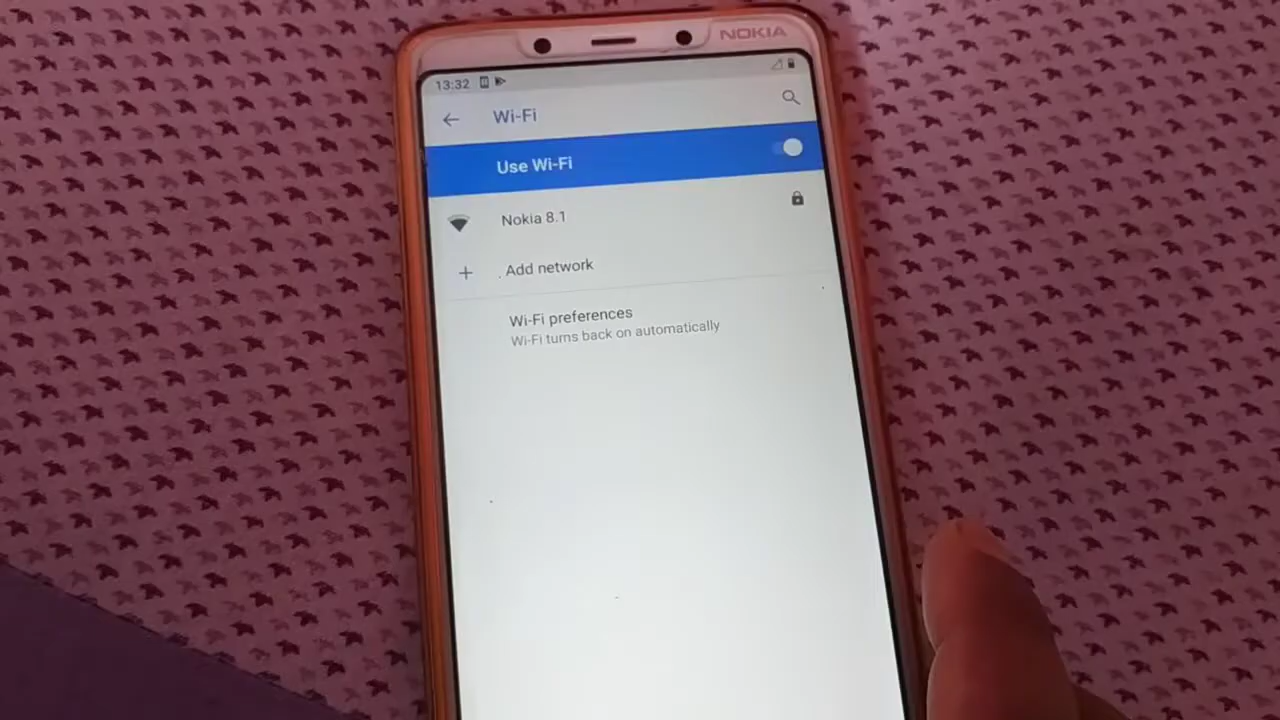 NOKIA
13:32
Wi-Fi
Use Wi-Fi
Nokia 8.1
Add network
Wi-Fi preferences
Wi-Fi turns back on automatically